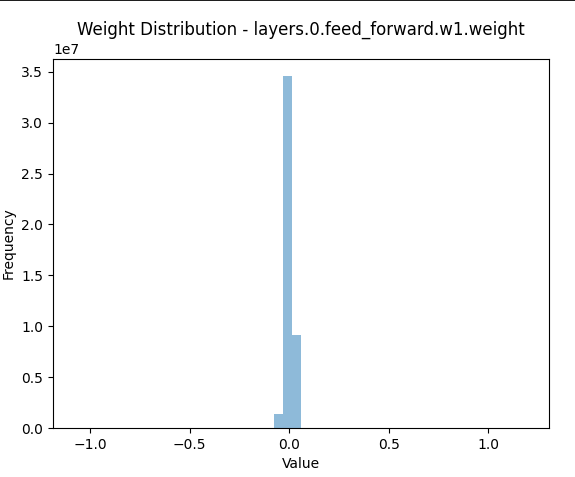 Weight Distribution - layers.0.feed_forward.w1.weight
1e7
3.5
3.0
2.5
2.0
1.5
1.0
0.5
0.0
Frequency
−1.0 −0.5 0.0 0.5 1.0
Value